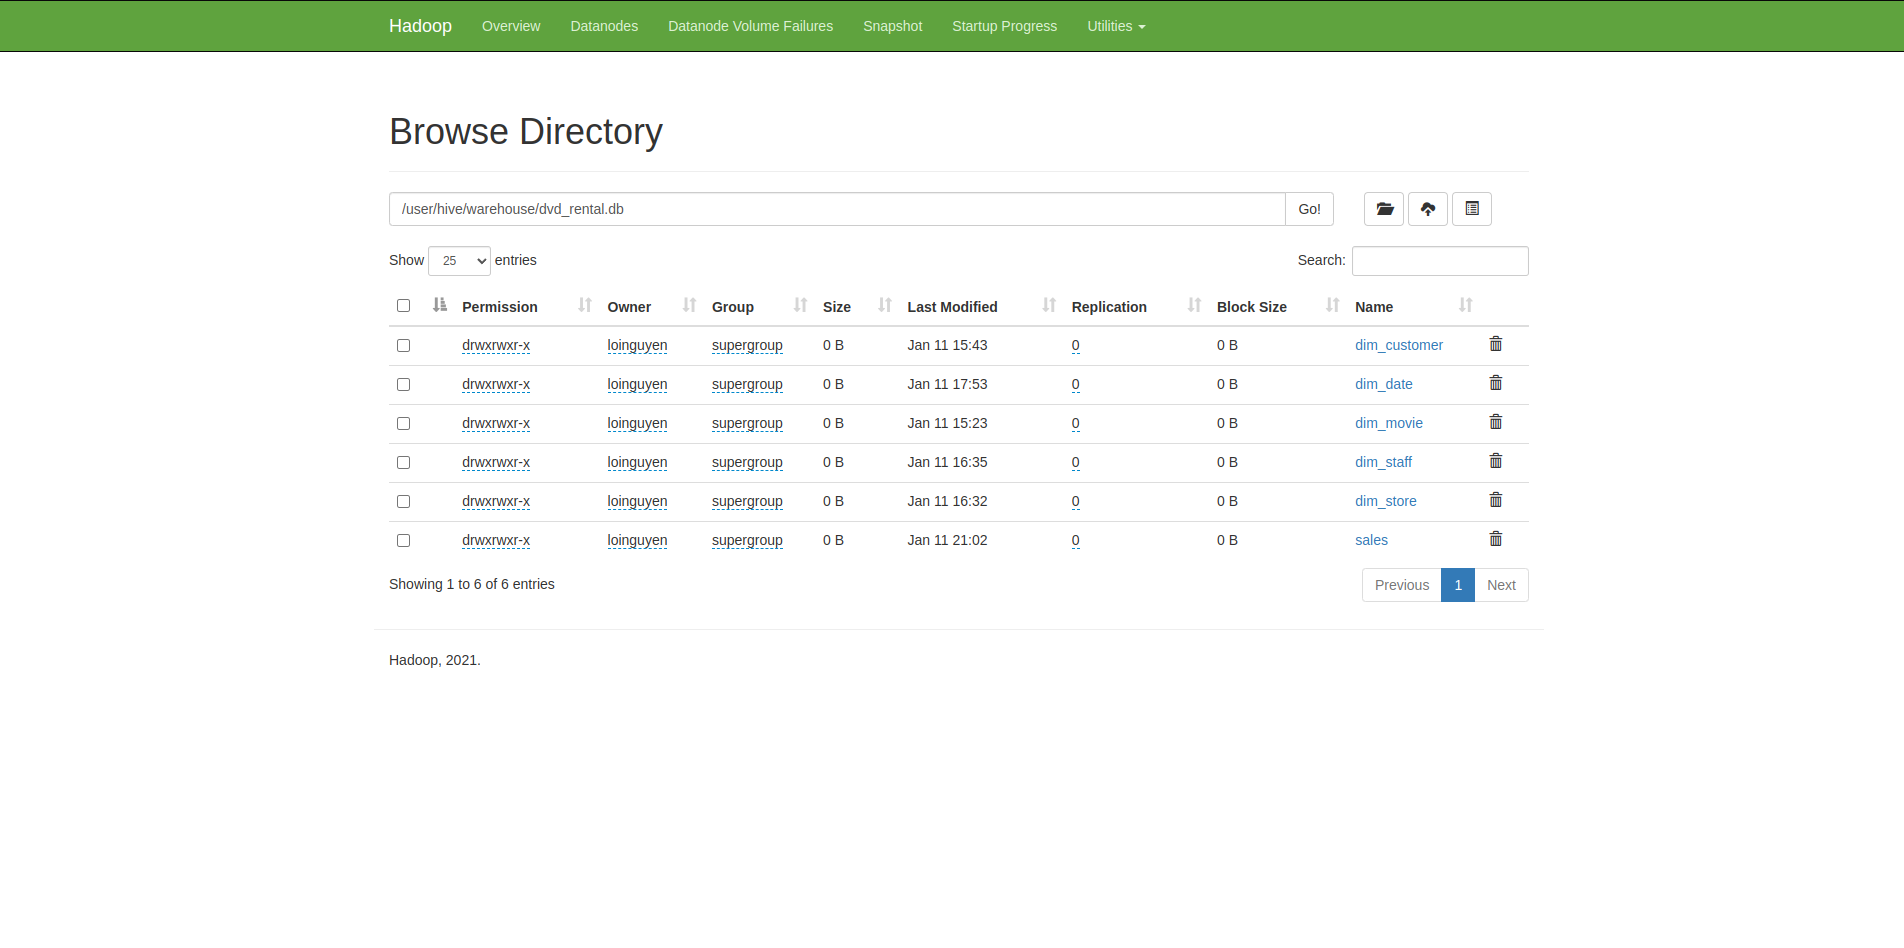 Hadoop Overview Datanodes Datanode Volume Failures Snapshot Startup Progress Utilities
Browse Directory
/user/hive/warehouse/dvd_rental.db Go!
Show 25 entries Search:
Permission Owner Group Size Last Modified Replication Block Size Name
drwxrwxr-x loinguyen supergroup 0 B Jan 11 15:43 0 0 B dim_customer
drwxrwxr-x loinguyen supergroup 0 B Jan 11 17:53 0 0 B dim_date
drwxrwxr-x loinguyen supergroup 0 B Jan 11 15:23 0 0 B dim_movie
drwxrwxr-x loinguyen supergroup 0 B Jan 11 16:35 0 0 B dim_staff
drwxrwxr-x loinguyen supergroup 0 B Jan 11 16:32 0 0 B dim_store
drwxrwxr-x loinguyen supergroup 0 B Jan 11 21:02 0 0 B sales
Showing 1 to 6 of 6 entries Previous 1 Next
Hadoop, 2021.